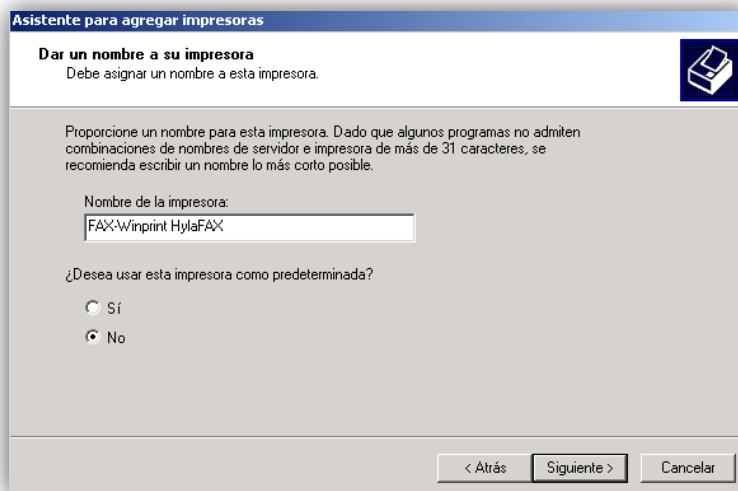 Asistente para agregar impresoras
Dar un nombre a su impresora
Debe asignar un nombre a esta impresora.
Proporcione un nombre para esta impresora. Dado que algunos programas no admiten
combinaciones de nombres de servidor e impresora de más de 31 caracteres, se
recomienda escribir un nombre lo más corto posible.
Nombre de la impresora:
FAX-Winprint HylaFAX
¿Desea usar esta impresora como predeterminada?
Sí
No
< Atrás Siguiente > Cancelar